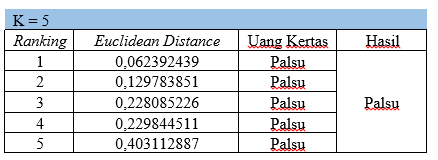 K = 5
Ranking Euclidean Distance Uang Kertas Hasil
1 0,062392439 Palsu
2 0,129783851 Palsu
3 0,228085226 Palsu Palsu
4 0,229844511 Palsu
5 0,403112887 Palsu